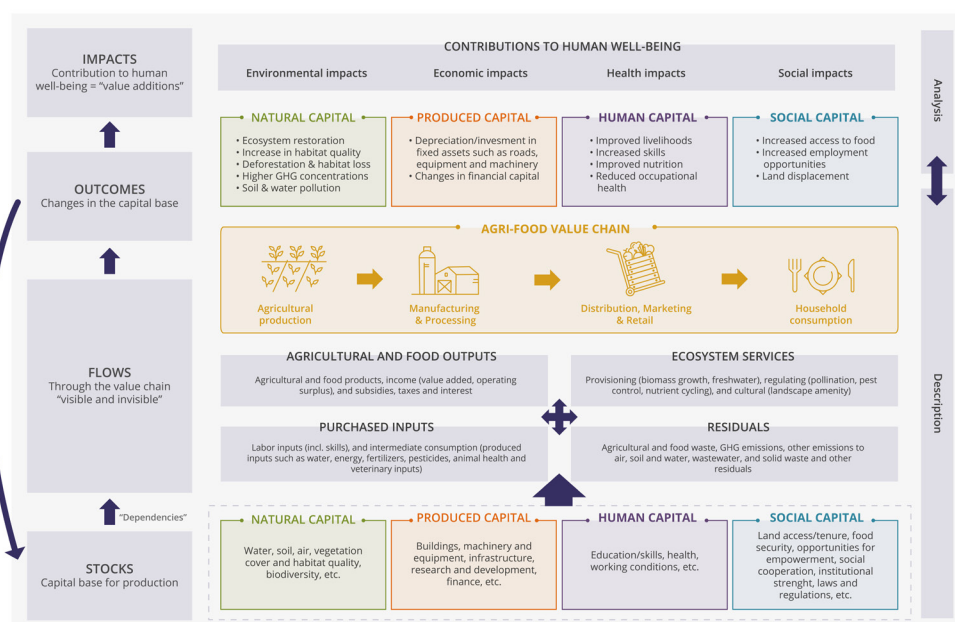 IMPACTS
Contribution to human
well-being = “value additions”
OUTCOMES
Changes in the capital base
FLOWS
Through the value chain
“visible and invisible”
“Dependencies”
STOCKS
Capital base for production
CONTRIBUTIONS TO HUMAN WELL-BEING
Environmental impacts
Economic impacts
Health impacts
Social impacts
NATURAL CAPITAL
• Ecosystem restoration
• Increase in habitat quality
• Deforestation & habitat loss
• Higher GHG concentrations
• Soil & water pollution
PRODUCED CAPITAL
• Depreciation/invesment in
fixed assets such as roads,
equipment and machinery
• Changes in financial capital
HUMAN CAPITAL
• Improved livelihoods
• Increased skills
• Improved nutrition
• Reduced occupational
health
SOCIAL CAPITAL
• Increased access to food
• Increased employment
opportunities
• Land displacement
AGRI-FOOD VALUE CHAIN
Agricultural
production
Manufacturing
& Processing
Distribution, Marketing
& Retail
Household
consumption
AGRICULTURAL AND FOOD OUTPUTS
Agricultural and food products, income (value added, operating
surplus), and subsidies, taxes and interest
ECOSYSTEM SERVICES
Provisioning (biomass growth, freshwater), regulating (pollination, pest
control, nutrient cycling), and cultural (landscape amenity)
PURCHASED INPUTS
Labor inputs (incl. skills), and intermediate consumption (produced
inputs such as water, energy, fertilizers, pesticides, animal health and
veterinary inputs)
RESIDUALS
Agricultural and food waste, GHG emissions, other emissions to
air, soil and water, wastewater, and solid waste and other
residuals
NATURAL CAPITAL
Water, soil, air, vegetation
cover and habitat quality,
biodiversity, etc.
PRODUCED CAPITAL
Buildings, machinery and
equipment, infrastructure,
research and development,
finance, etc.
HUMAN CAPITAL
Education/skills, health,
working conditions, etc.
SOCIAL CAPITAL
Land access/tenure, food
security, opportunities for
empowerment, social
cooperation, institutional
strenght, laws and
regulations, etc.
Analysis
Description